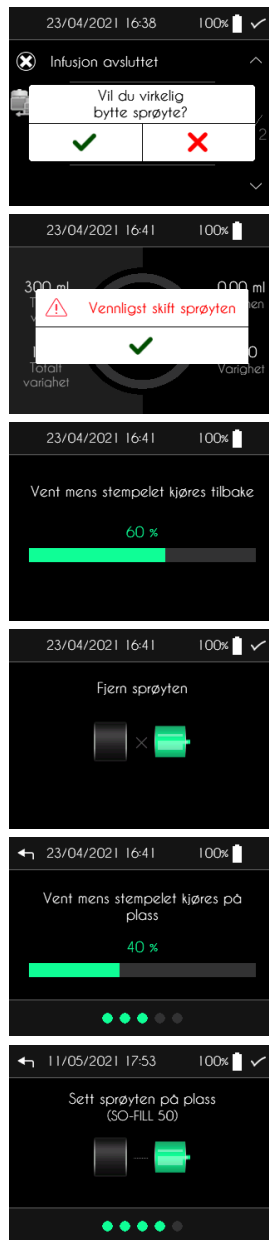 23/04/2021 16:38 100%
Infusjon avsluttet
Vil du virkelig
bytte sprøyte?
2
23/04/2021 16:41 100%
300 ml 0.00 ml
Vennligst skift sprøyten
Totalt
varighet
Varighet
23/04/2021 16:41 100%
Vent mens stempelet kjøres tilbake
60 %
23/04/2021 16:41 100%
Fjern sprøyten
23/04/2021 16:41 100%
Vent mens stempelet kjøres på
plass
40 %
11/05/2021 17:53 100%
Sett sprøyten på plass
(SO-FILL 50)